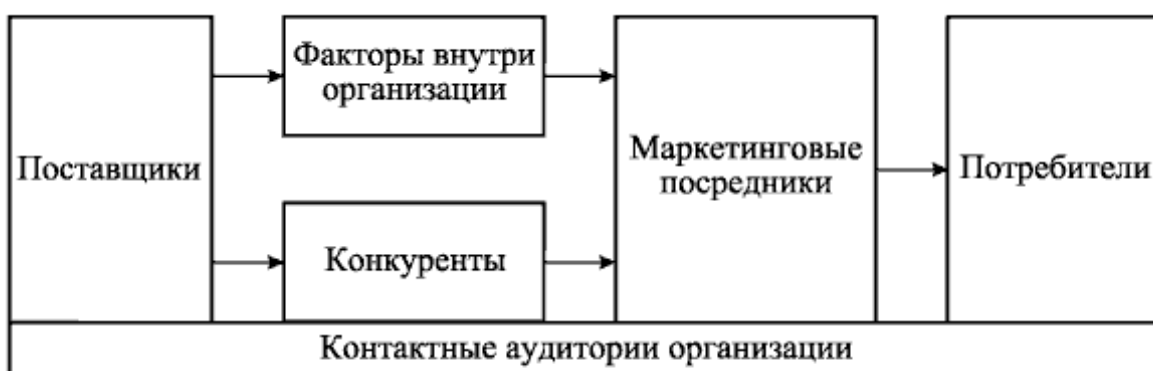 Поставщики
Факторы внутри
организации
Конкуренты
Маркетинговые
посредники
Потребители
Контактные аудитории организации